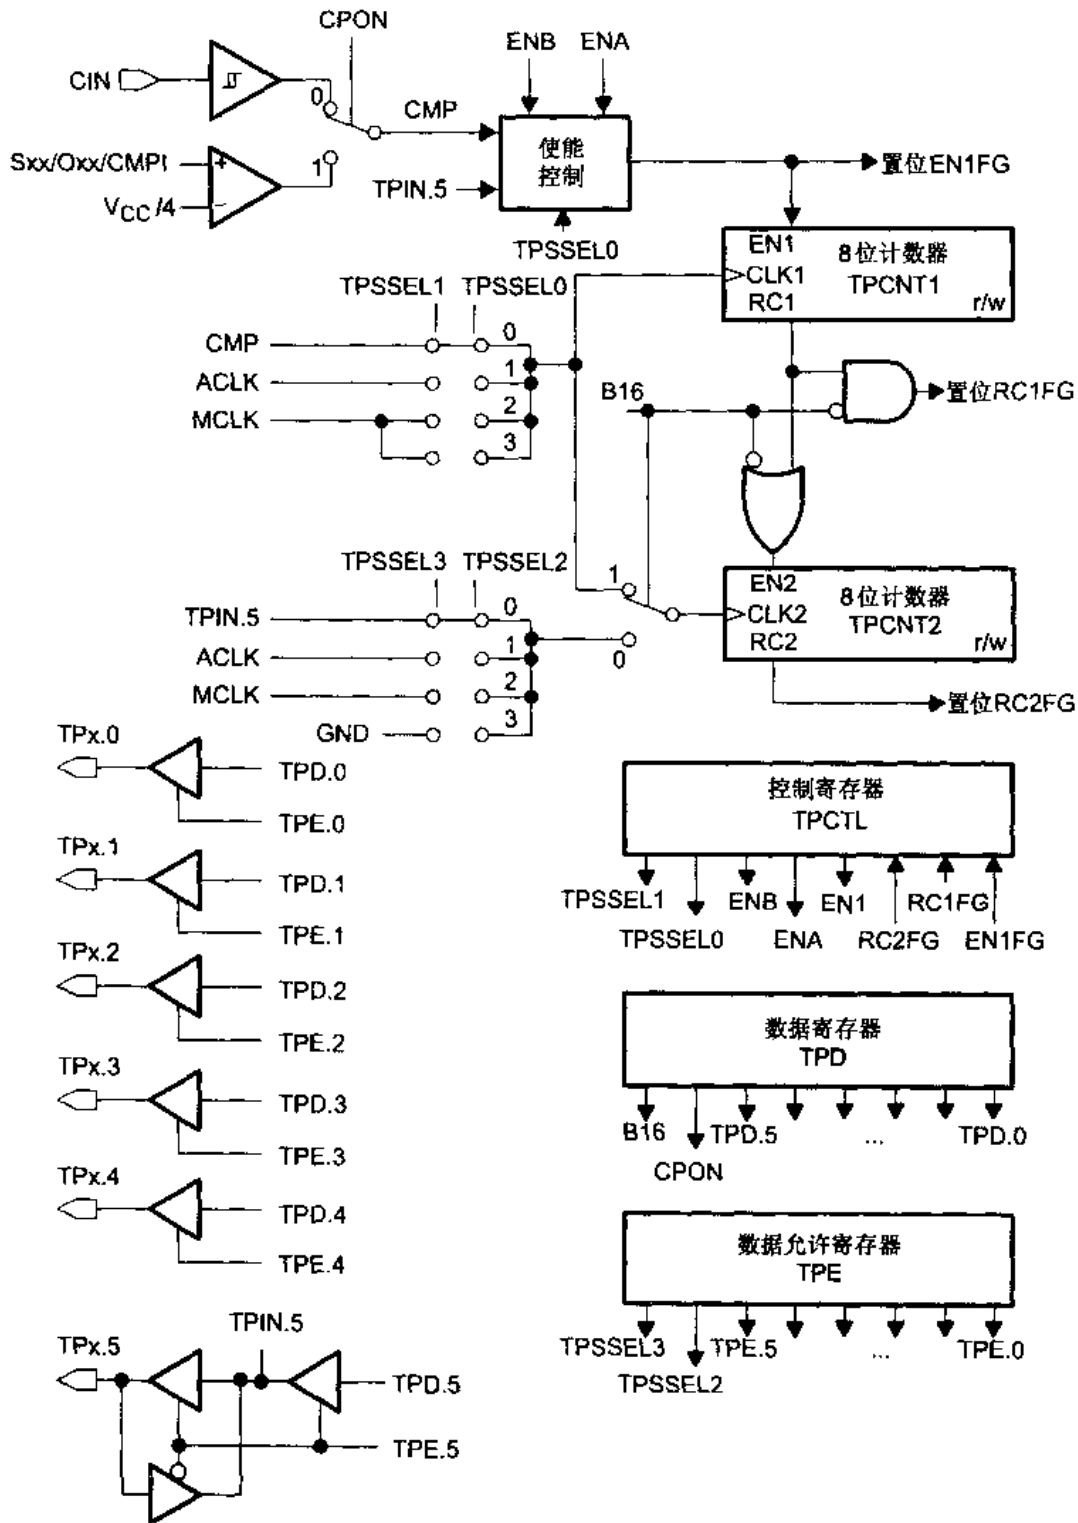 CPON
CIN
0
CMP
Sxx/Oxx/CMPI
+
1
VCC/4
−
ENB
ENA
使能
控制
TPIN.5
TPSSEL0
置位EN1FG
EN1
CLK1
RC1
8位计数器
TPCNT1
r/w
TPSSEL1
TPSSEL0
CMP
0
ACLK
1
MCLK
2
3
B16
置位RC1FG
TPSSEL3
TPSSEL2
TPIN.5
0
ACLK
1
MCLK
2
GND
3
1
0
EN2
CLK2
RC2
8位计数器
TPCNT2
r/w
置位RC2FG
TPx.0
TPD.0
TPE.0
TPx.1
TPD.1
TPE.1
TPx.2
TPD.2
TPE.2
TPx.3
TPD.3
TPE.3
TPx.4
TPD.4
TPE.4
TPIN.5
TPx.5
TPD.5
TPE.5
控制寄存器
TPCTL
TPSSEL1
TPSSEL0
ENB
ENA
EN1
RC2FG
RC1FG
EN1FG
数据寄存器
TPD
B16
CPON
TPD.5
...
TPD.0
数据允许寄存器
TPE
TPSSEL3
TPSSEL2
TPE.5
...
TPE.0